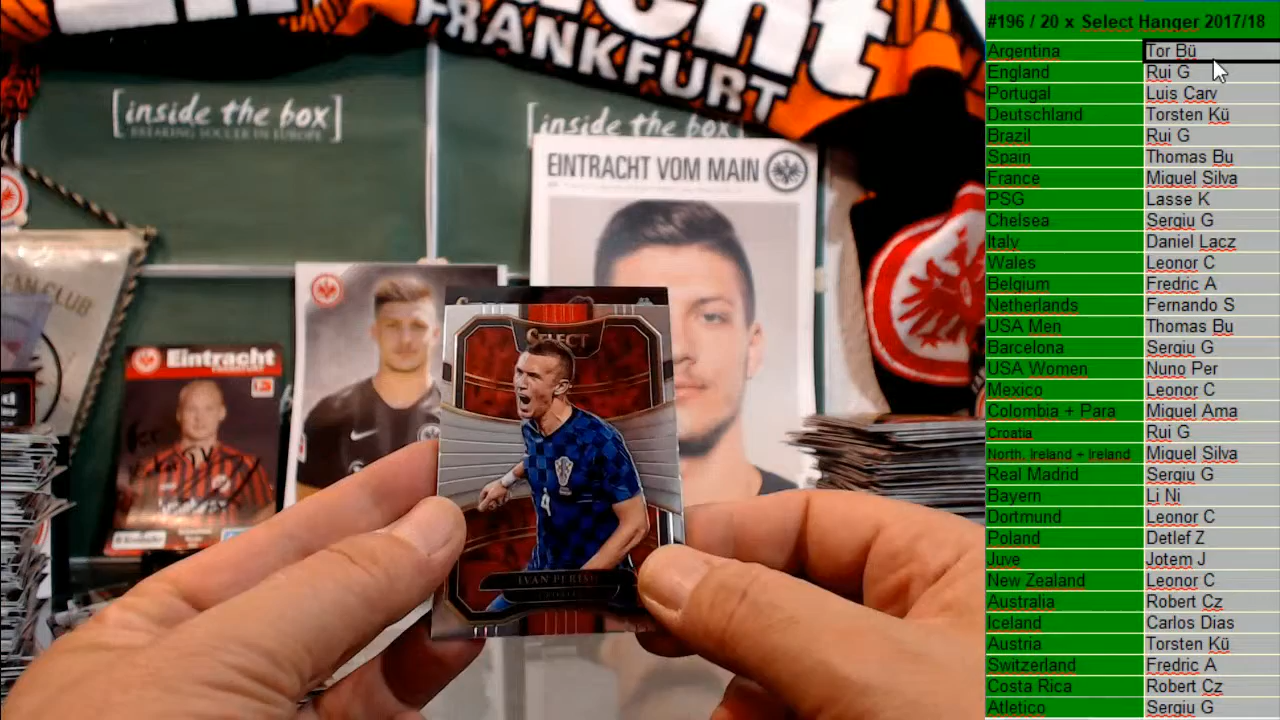 FRANKFURT
[inside the box]
BREAKING SOCCER IN EUROPE
[inside the box]
EINTRACHT VOM MAIN
FAN CLUB
Eintracht
FRANKFURT
SELECT
4
IVAN PERIS
#196 / 20 x Select Hanger 2017/18
Argentina Tor Bü
England Rui G
Portugal Luis Carv
Deutschland Torsten Kü
Brazil Rui G
Spain Thomas Bu
France Miguel Silva
PSG Lasse K
Chelsea Sergiu G
Italy Daniel Lacz
Wales Leonor C
Belgium Fredric A
Netherlands Fernando S
USA Men Thomas Bu
Barcelona Sergiu G
USA Women Nuno Per
Mexico Leonor C
Colombia + Para Miguel Ama
Croatia Rui G
North. Ireland + Ireland Miguel Silva
Real Madrid Sergiu G
Bayern Li Ni
Dortmund Leonor C
Poland Detlef Z
Juve Jotem J
New Zealand Leonor C
Australia Robert Cz
Iceland Carlos Dias
Austria Torsten Kü
Switzerland Fredric A
Costa Rica Robert Cz
Atletico Sergiu G